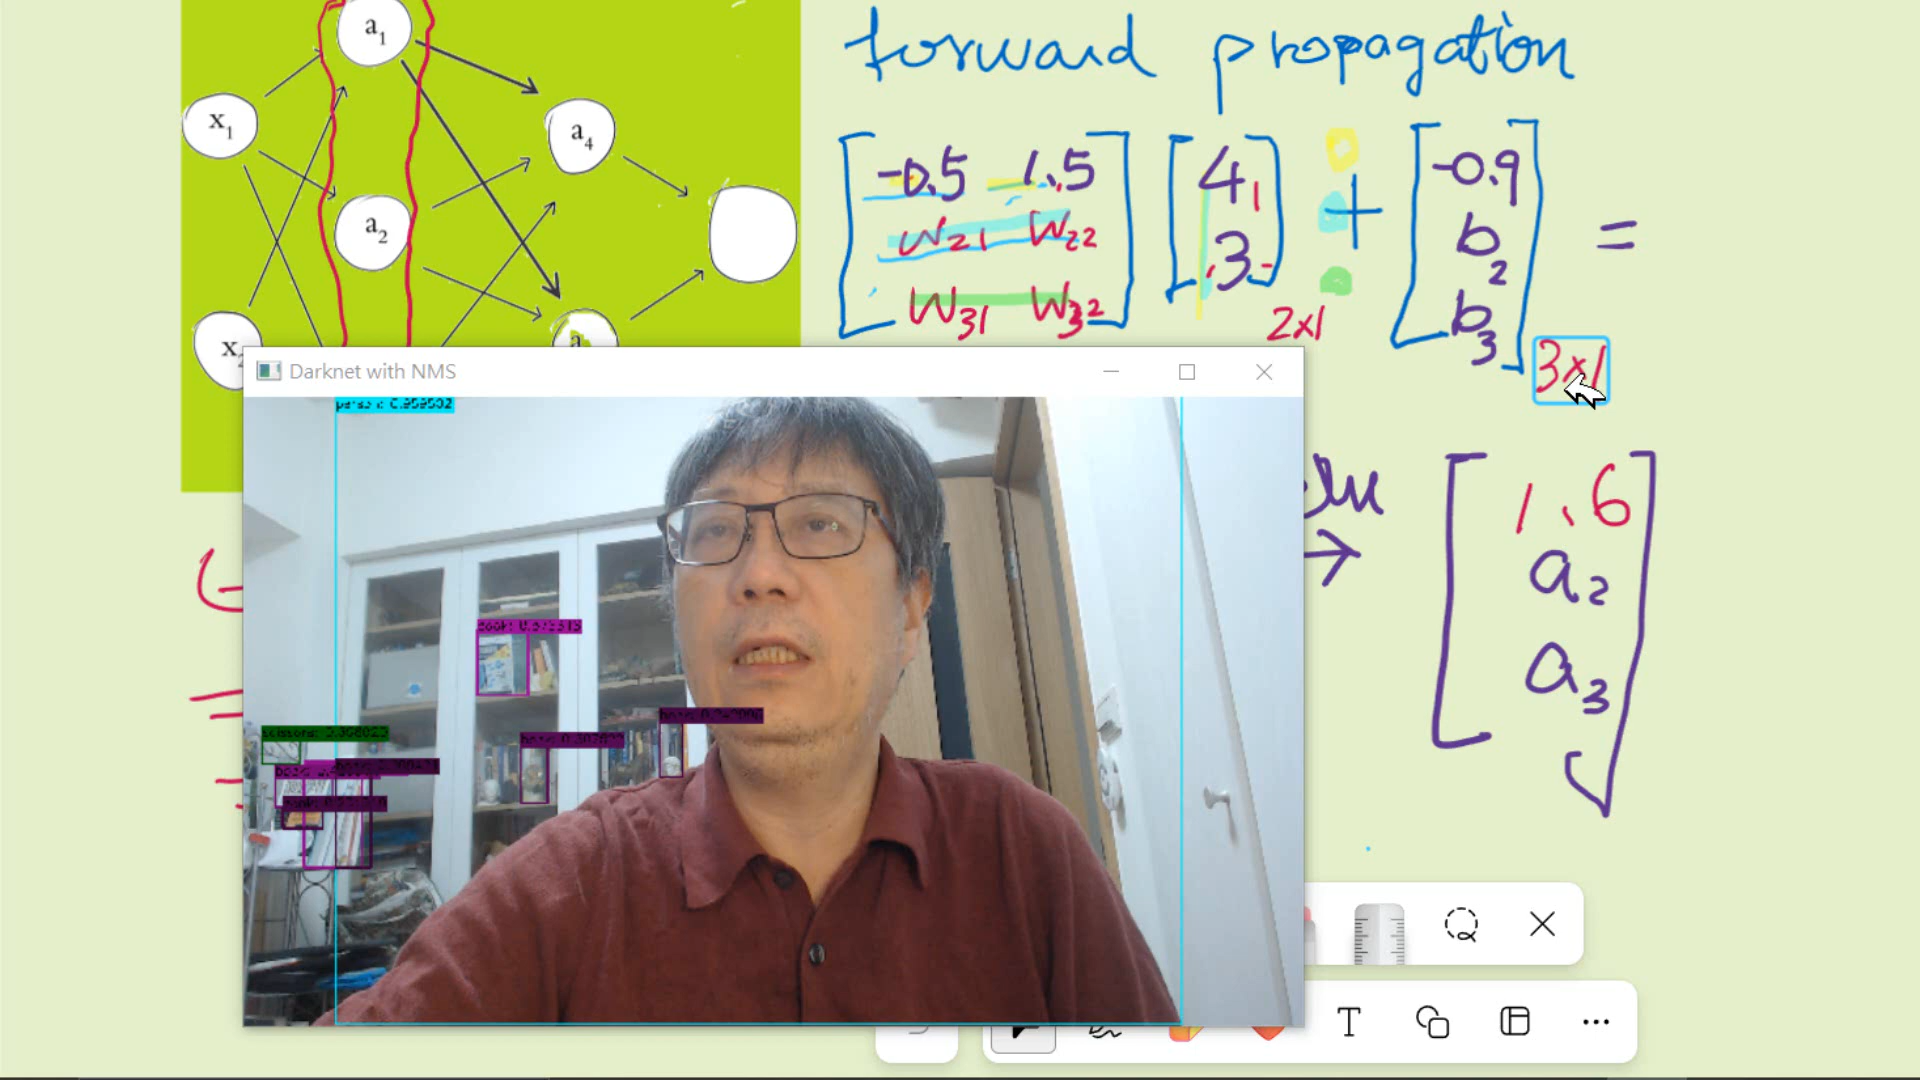 forward propagation
a1
x1
a4
a2
x2
a
-0.5 1.5
w21 w22
w31 w32
4
3
2x1
+
-0.9
b2
b3
=
3x1
Darknet with NMS
→
1.6
a2
a3
T